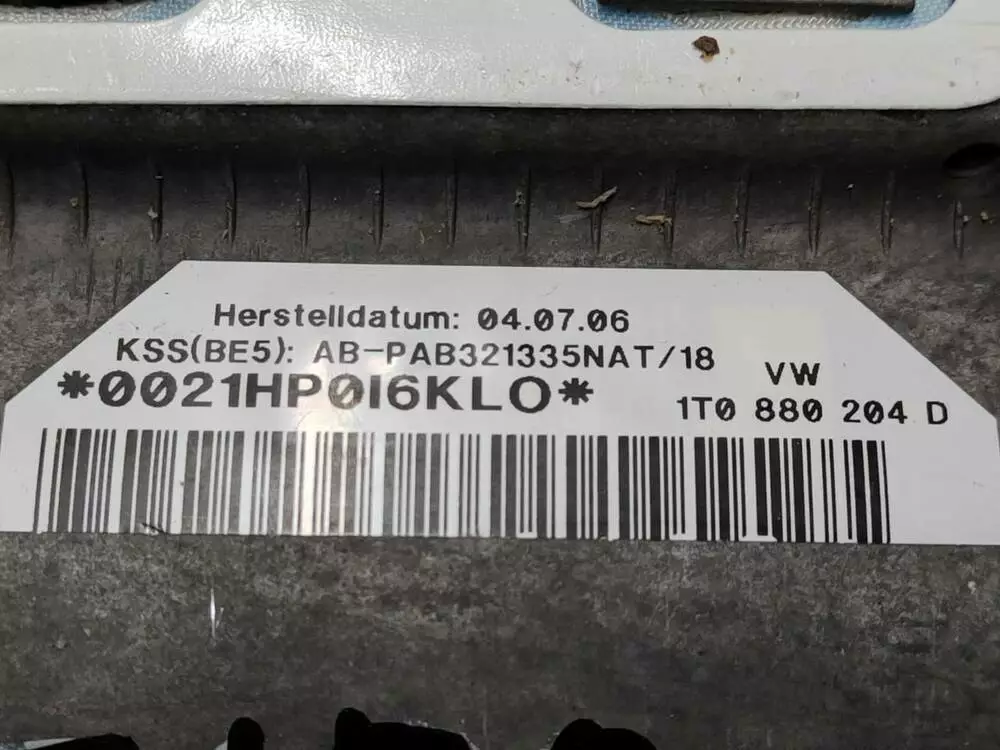 Herstelldatum: 04.07.06
KSS(BE5): AB-PAB321335NAT/18
VW
*0021HP0I6KLO*
1T0 880 204 D